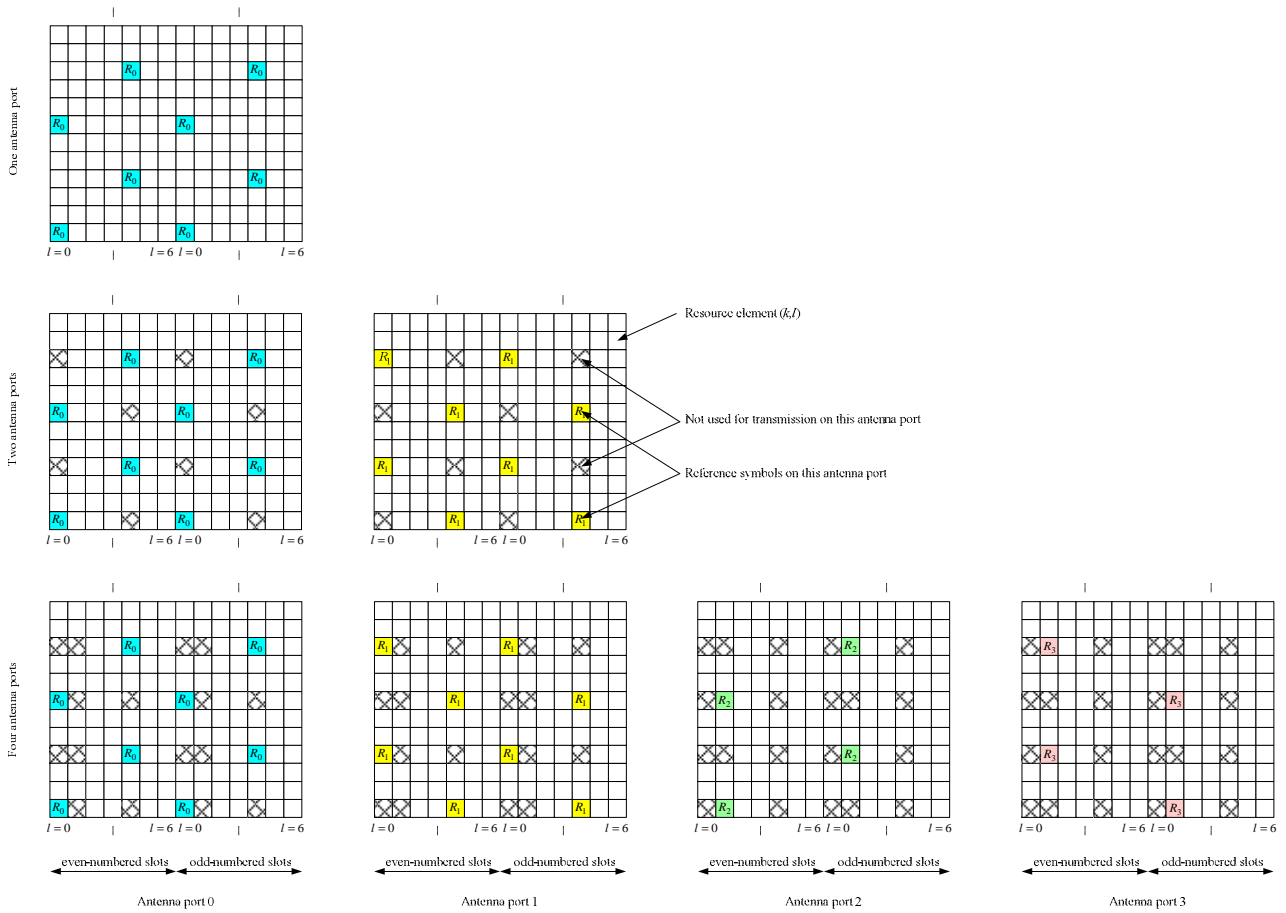 One antenna port
R0 R0
R0 R0
R0 R0
R0 R0
l = 0 l = 6 l = 0 l = 6
Two antenna ports
R0 R0
R0 R0
R0 R0
R0 R0
l = 0 l = 6 l = 0 l = 6
R1 R1
R1 R1
R1 R1
R1 R1
l = 0 l = 6 l = 0 l = 6
Resource element (k,l)
Not used for transmission on this antenna port
Reference symbols on this antenna port
Four antenna ports
R0 R0
R0 R0
R0 R0
R0 R0
l = 0 l = 6 l = 0 l = 6
R1 R1
R1 R1
R1 R1
R1 R1
l = 0 l = 6 l = 0 l = 6
R2
R2
R2
R2
l = 0 l = 6 l = 0 l = 6
R3
R3
R3
R3
l = 0 l = 6 l = 0 l = 6
even-numbered slots odd-numbered slots
even-numbered slots odd-numbered slots
even-numbered slots odd-numbered slots
even-numbered slots odd-numbered slots
Antenna port 0
Antenna port 1
Antenna port 2
Antenna port 3